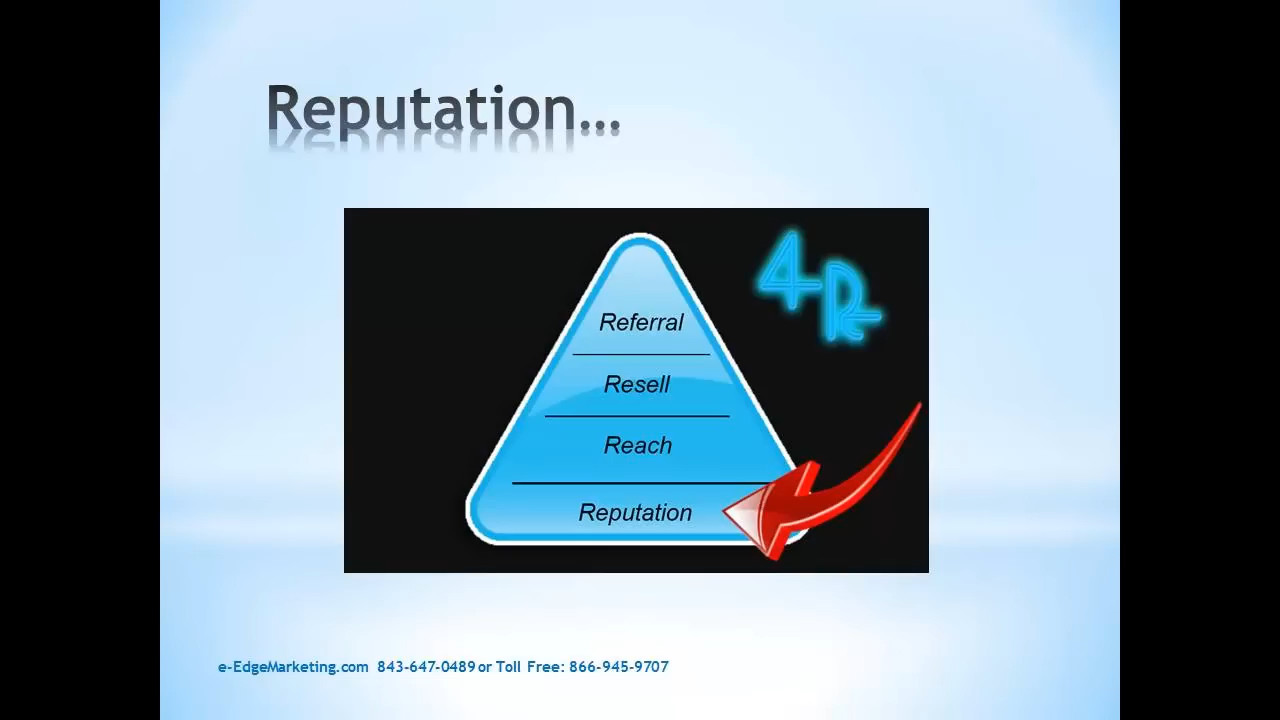 Reputation...
4
R
Referral
Resell
Reach
Reputation
e-EdgeMarketing.com 843-647-0489 or Toll Free: 866-945-9707